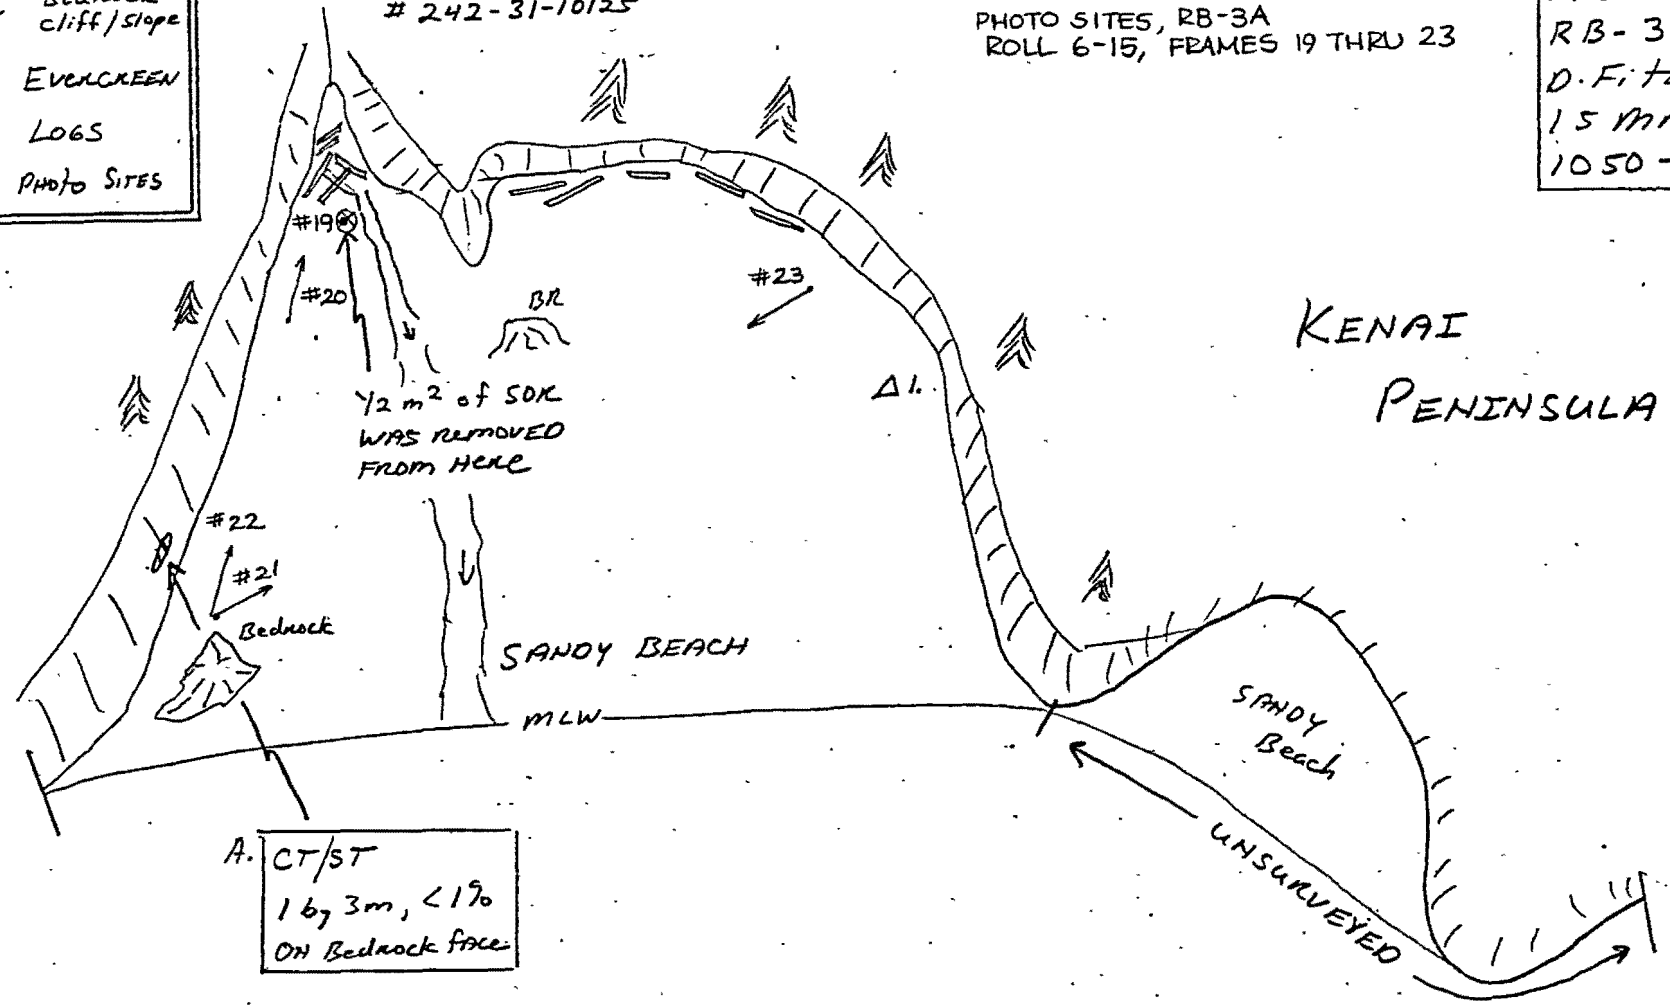 cliff/slope
EVERGREEN
LOGS
PHOTO SITES
# 242-31-10125
PHOTO SITES, RB-3A
ROLL 6-15, FRAMES 19 THRU 23
RB-3
1050-
#19
#20
#23
BR
Δ1.
KENAI
PENINSULA
1/2 m² of SOR
WAS REMOVED
FROM HERE
#22
#21
Bedrock
SANDY BEACH
MLW
SANDY
Beach
UNSURVEYED
A. CT/ST
1 by 3m, <1%
ON Bedrock face